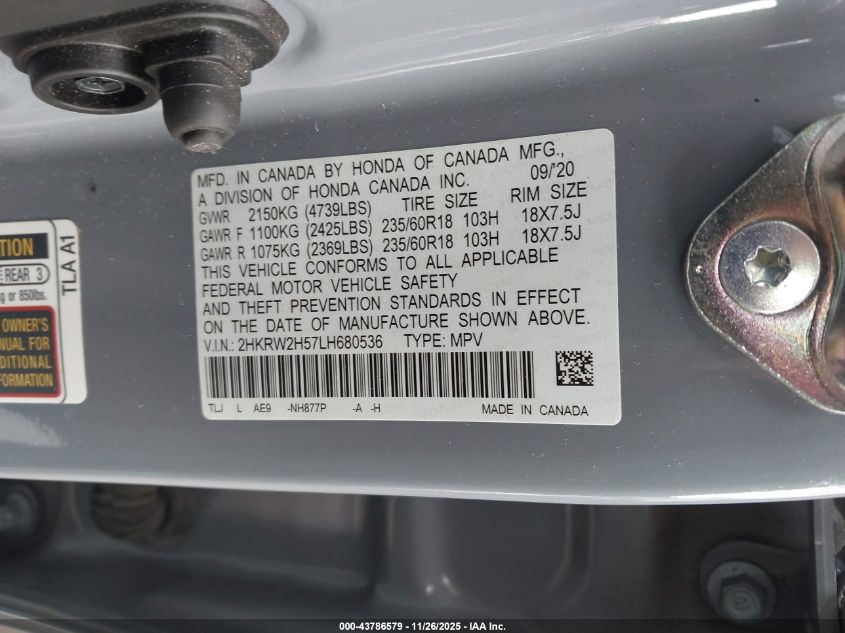 MFD. IN CANADA BY HONDA OF CANADA MFG.,
A DIVISION OF HONDA CANADA INC. 09/'20
GVWR 2150KG (4739LBS) TIRE SIZE RIM SIZE
GAWR F 1100KG (2425LBS) 235/60R18 103H 18X7.5J
GAWR R 1075KG (2369LBS) 235/60R18 103H 18X7.5J
THIS VEHICLE CONFORMS TO ALL APPLICABLE
FEDERAL MOTOR VEHICLE SAFETY
AND THEFT PREVENTION STANDARDS IN EFFECT
ON THE DATE OF MANUFACTURE SHOWN ABOVE.
V.I.N.: 2HKRW2H57LH680536 TYPE: MPV
TLJ L AE9 -NH877P -A -H MADE IN CANADA
TLA A1
REAR 3
or 850lbs.
OWNER'S
FOR
000-43786579 — 11/26/2025 — IAA Inc.